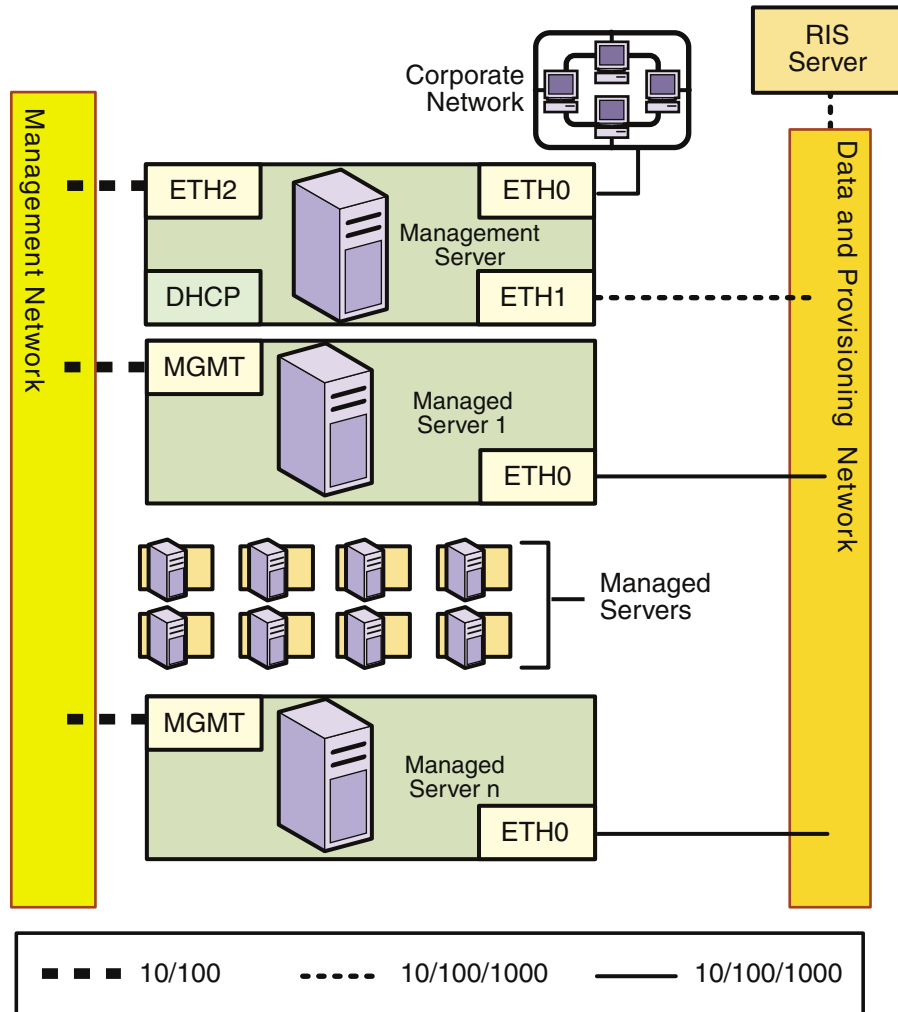 RIS
Server
Corporate
Network
Management Network
Data and Provisioning Network
ETH2
ETH0
Management
Server
DHCP
ETH1
MGMT
Managed
Server 1
ETH0
Managed
Servers
MGMT
Managed
Server n
ETH0
10/100
10/100/1000
10/100/1000